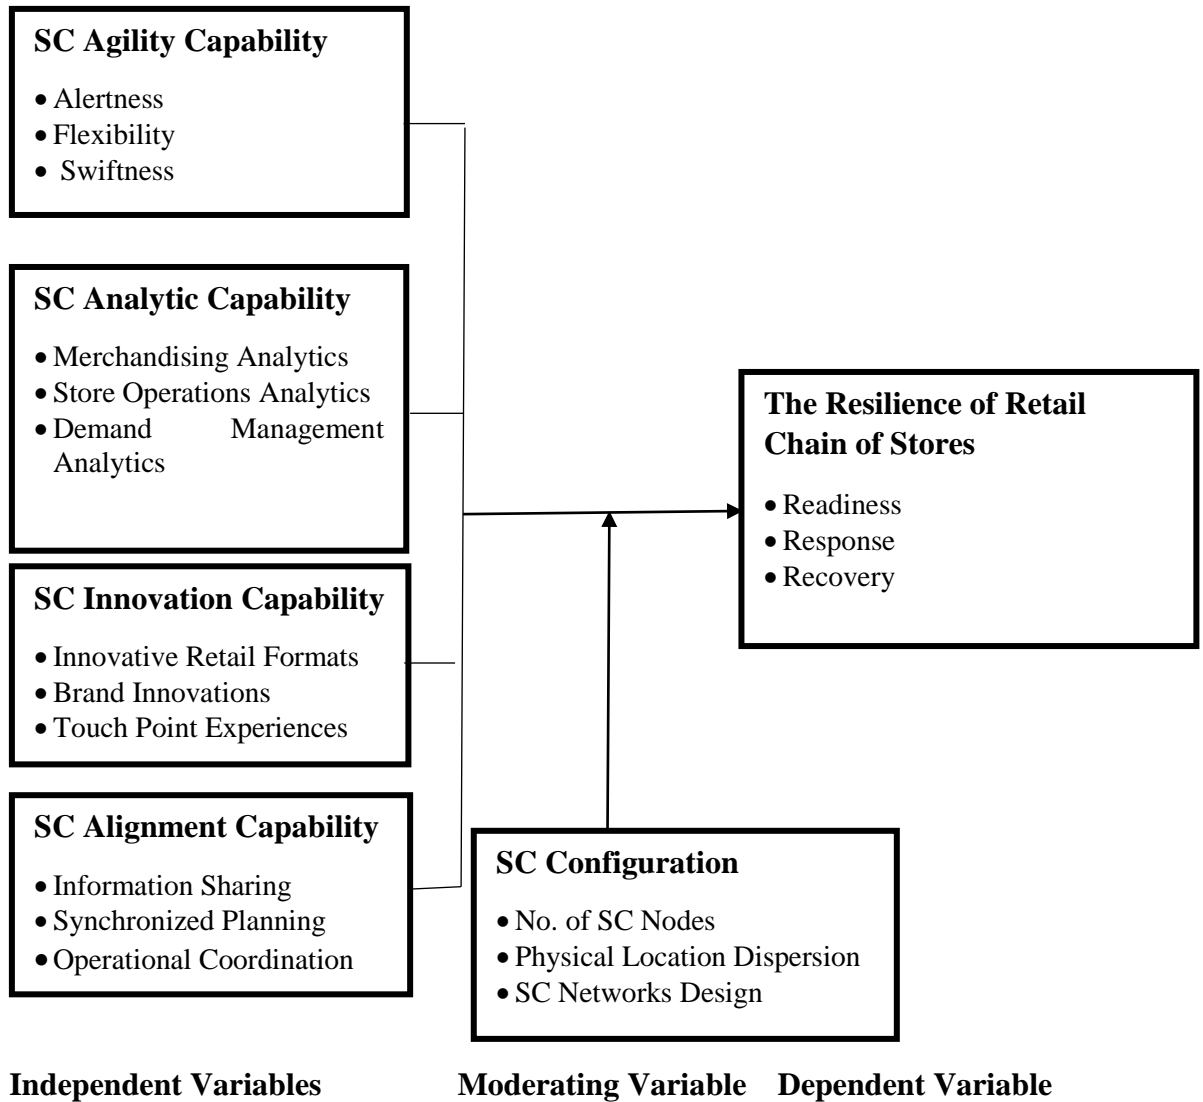 SC Agility Capability
• Alertness
• Flexibility
• Swiftness
SC Analytic Capability
• Merchandising Analytics
• Store Operations Analytics
• Demand Management
Analytics
SC Innovation Capability
• Innovative Retail Formats
• Brand Innovations
• Touch Point Experiences
SC Alignment Capability
• Information Sharing
• Synchronized Planning
• Operational Coordination
The Resilience of Retail
Chain of Stores
• Readiness
• Response
• Recovery
SC Configuration
• No. of SC Nodes
• Physical Location Dispersion
• SC Networks Design
Independent Variables Moderating Variable Dependent Variable